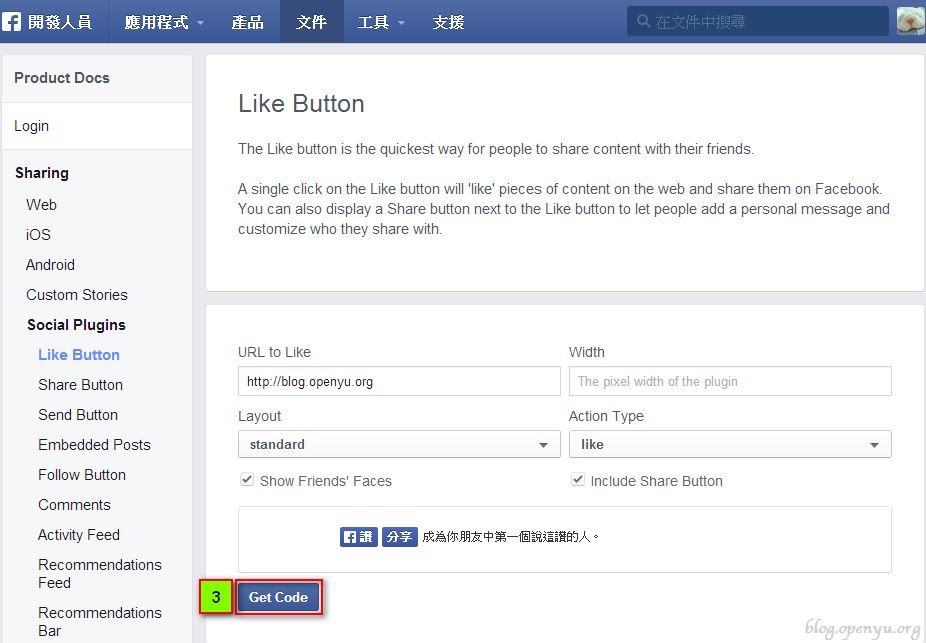 開發人員 應用程式 產品 文件 工具 支援 在文件中搜尋
Product Docs
Login
Sharing
Web
iOS
Android
Custom Stories
Social Plugins
Like Button
Share Button
Send Button
Embedded Posts
Follow Button
Comments
Activity Feed
Recommendations
Feed
Recommendations
Bar
Like Button
The Like button is the quickest way for people to share content with their friends.
A single click on the Like button will 'like' pieces of content on the web and share them on Facebook.
You can also display a Share button next to the Like button to let people add a personal message and
customize who they share with.
URL to Like Width
http://blog.openyu.org The pixel width of the plugin
Layout Action Type
standard like
Show Friends' Faces Include Share Button
讚 分享 成為你朋友中第一個說這讚的人。
3 Get Code
blog.openyu.org